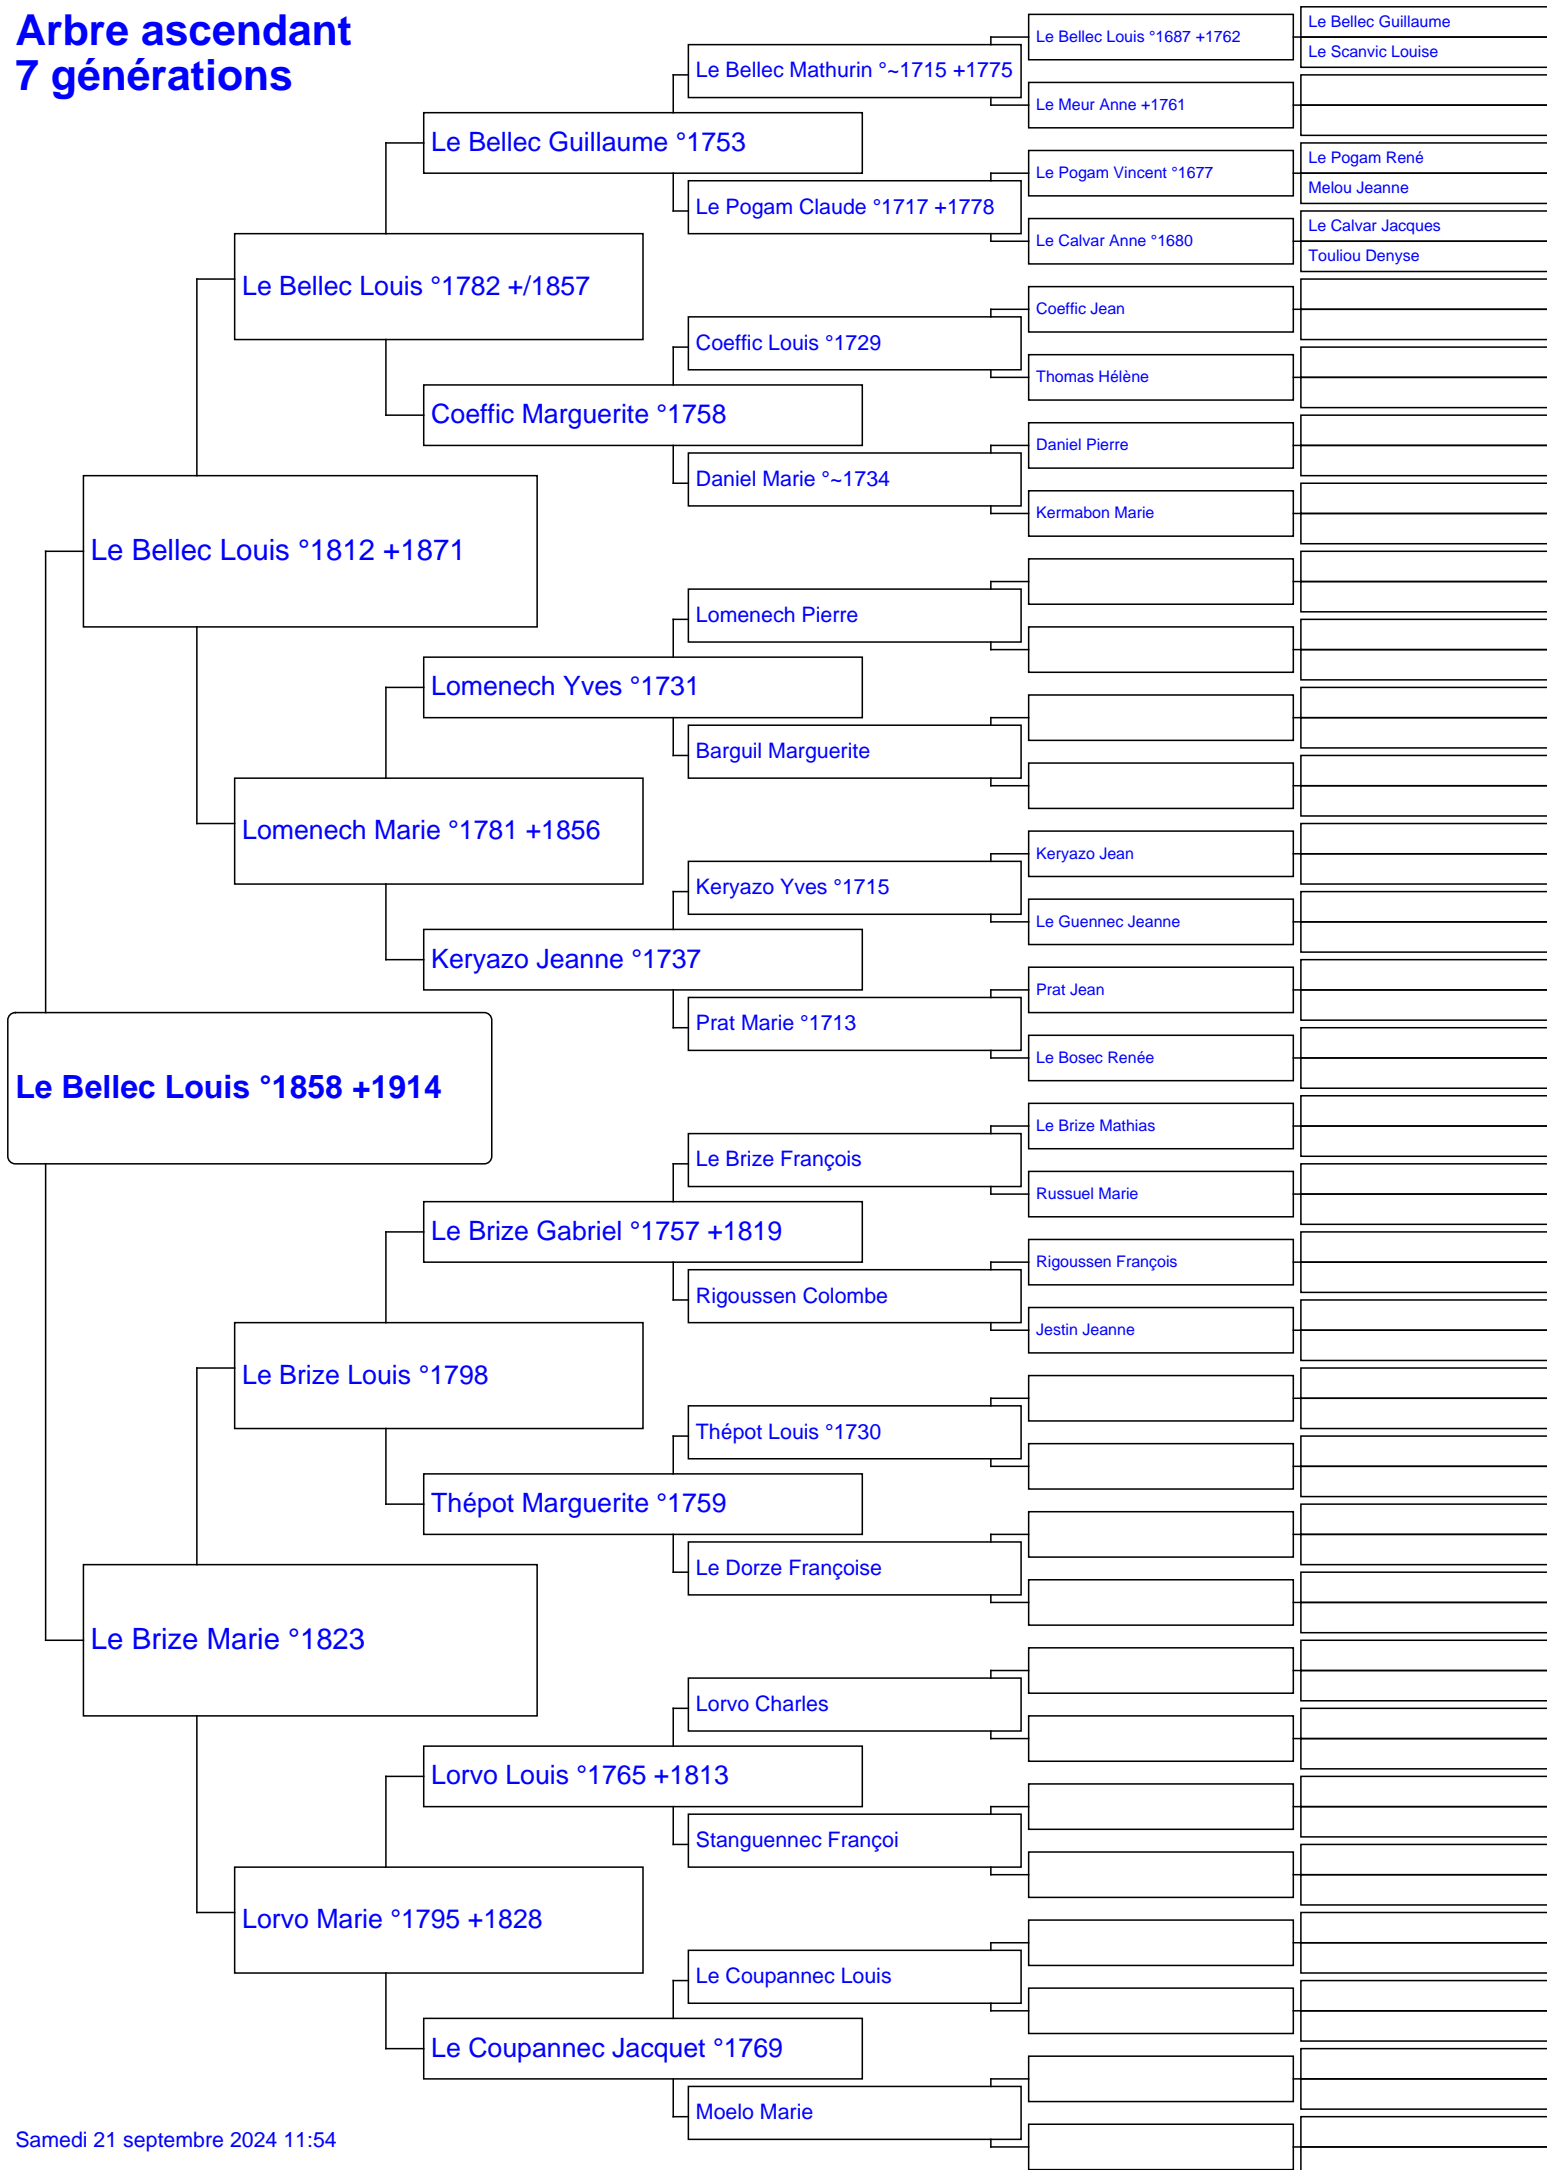 Arbre ascendant
7 générations
Le Bellec Guillaume
Le Bellec Louis °1687 +1762
Le Scanvic Louise
Le Bellec Mathurin °~1715 +1775
Le Meur Anne +1761
Le Bellec Guillaume °1753
Le Pogam René
Le Pogam Vincent °1677
Melou Jeanne
Le Pogam Claude °1717 +1778
Le Calvar Jacques
Le Calvar Anne °1680
Touliou Denyse
Le Bellec Louis °1782 +/1857
Coeffic Jean
Coeffic Louis °1729
Thomas Hélène
Coeffic Marguerite °1758
Daniel Pierre
Daniel Marie °~1734
Kermabon Marie
Le Bellec Louis °1812 +1871
Lomenech Pierre
Lomenech Yves °1731
Barguil Marguerite
Lomenech Marie °1781 +1856
Keryazo Jean
Keryazo Yves °1715
Le Guennec Jeanne
Keryazo Jeanne °1737
Prat Jean
Prat Marie °1713
Le Bosec Renée
Le Bellec Louis °1858 +1914
Le Brize Mathias
Le Brize François
Russuel Marie
Le Brize Gabriel °1757 +1819
Rigoussen François
Rigoussen Colombe
Jestin Jeanne
Le Brize Louis °1798
Thépot Louis °1730
Thépot Marguerite °1759
Le Dorze Françoise
Le Brize Marie °1823
Lorvo Charles
Lorvo Louis °1765 +1813
Stanguennec Françoi
Lorvo Marie °1795 +1828
Le Coupannec Louis
Le Coupannec Jacquet °1769
Moelo Marie
Samedi 21 septembre 2024 11:54